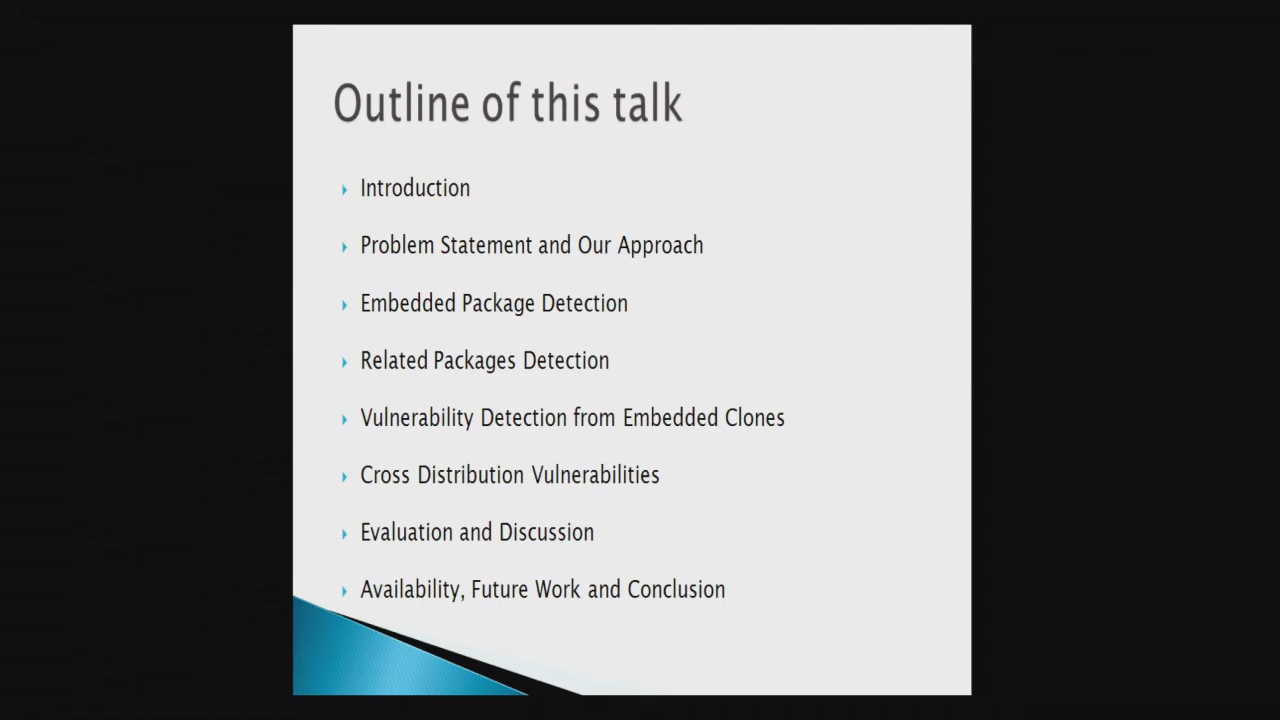 Outline of this talk
Introduction
Problem Statement and Our Approach
Embedded Package Detection
Related Packages Detection
Vulnerability Detection from Embedded Clones
Cross Distribution Vulnerabilities
Evaluation and Discussion
Availability, Future Work and Conclusion